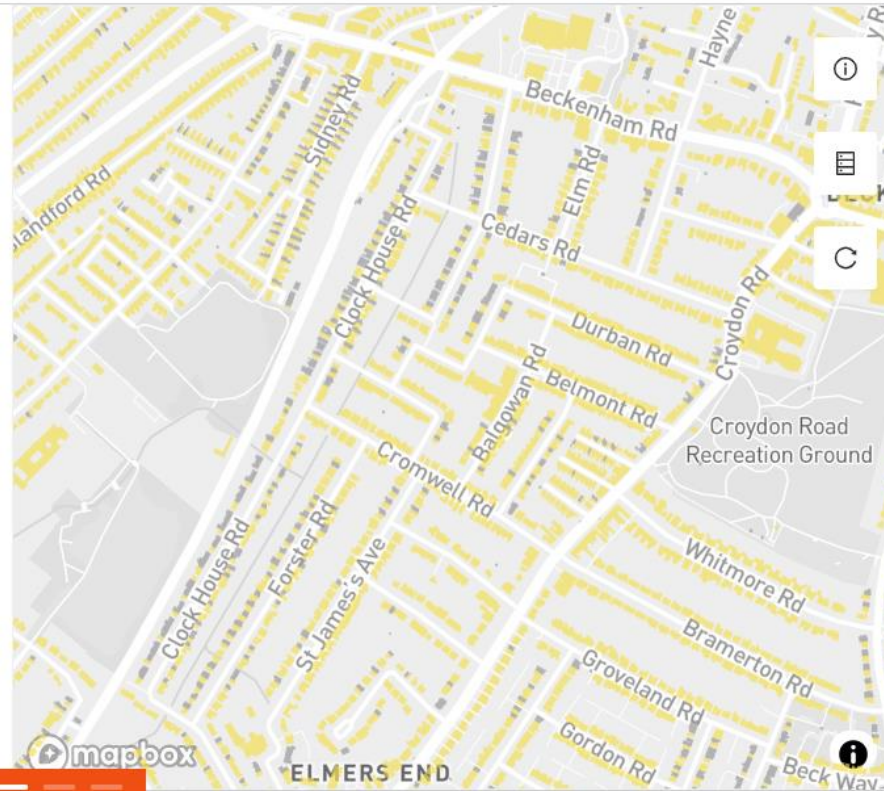 Hayne
Sidney Rd
Beckenham Rd
Elm Rd
Blandford Rd
Cedars Rd
Clock House Rd
Croydon Rd
Durban Rd
Balgowan Rd
Belmont Rd
Croydon Road
Recreation Ground
Cromwell Rd
Clock House Rd
Forster Rd
St James's Ave
Whitmore Rd
Bramerton Rd
Groveland Rd
Gordon Rd
mapbox
ELMERS END
Beck Way